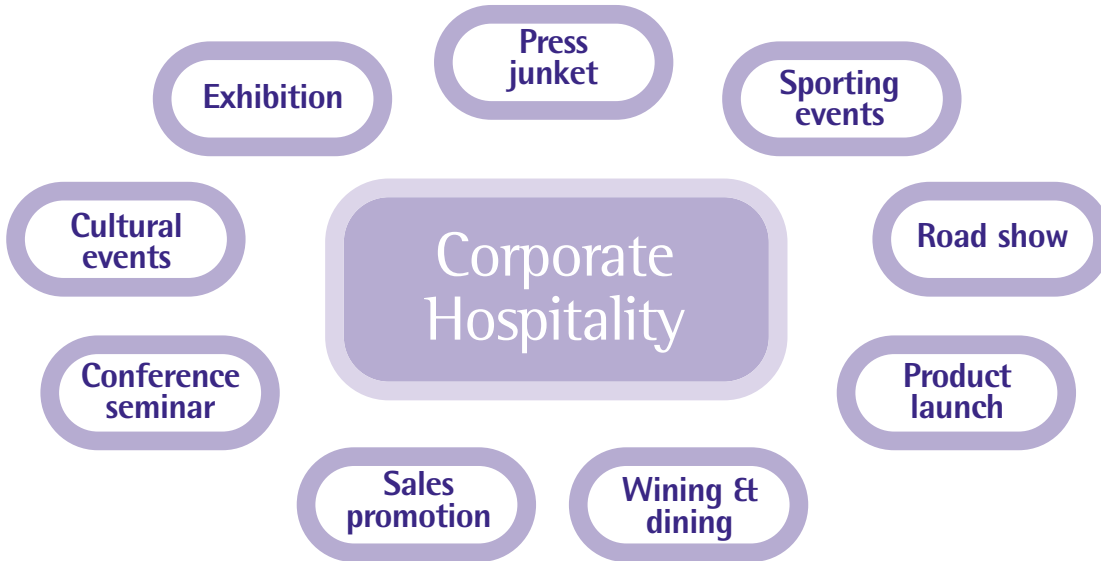 Press
junket
Exhibition
Sporting
events
Cultural
events
Corporate
Hospitality
Road show
Conference
seminar
Product
launch
Sales
promotion
Wining &
dining